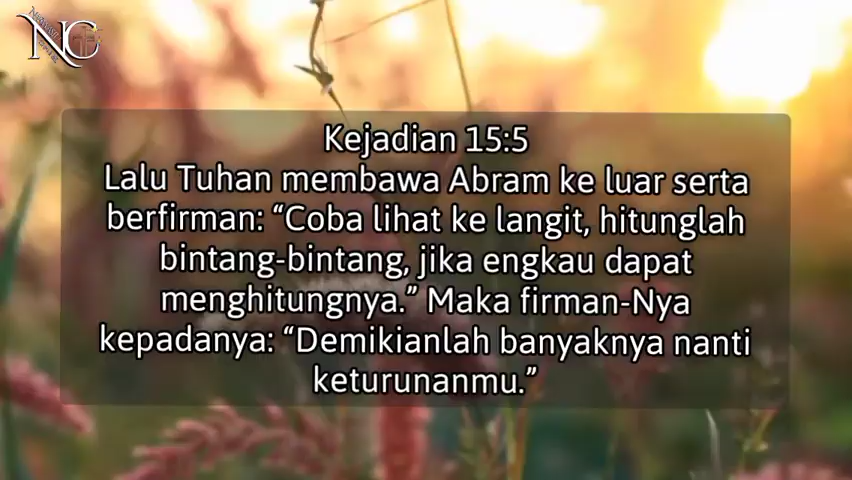 NC
Kejadian 15:5
Lalu Tuhan membawa Abram ke luar serta
berfirman: “Coba lihat ke langit, hitunglah
bintang-bintang, jika engkau dapat
menghitungnya.” Maka firman-Nya
kepadanya: “Demikianlah banyaknya nanti
keturunanmu.”